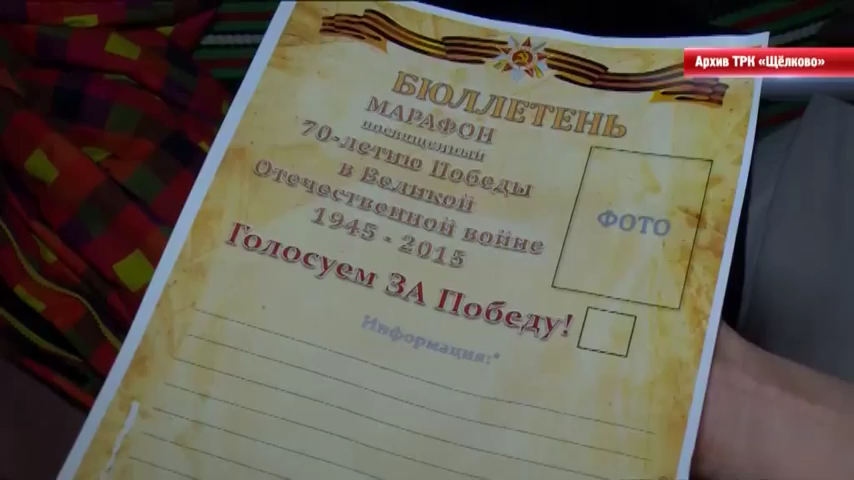 Архив ТРК «Щёлково»
БЮЛЛЕТЕНЬ
МАРАФОН
посвященный
70-летию Победы
в Великой
Отечественной войне
1945 - 2015
ФОТО
Голосуем ЗА Победу!
Информация:*